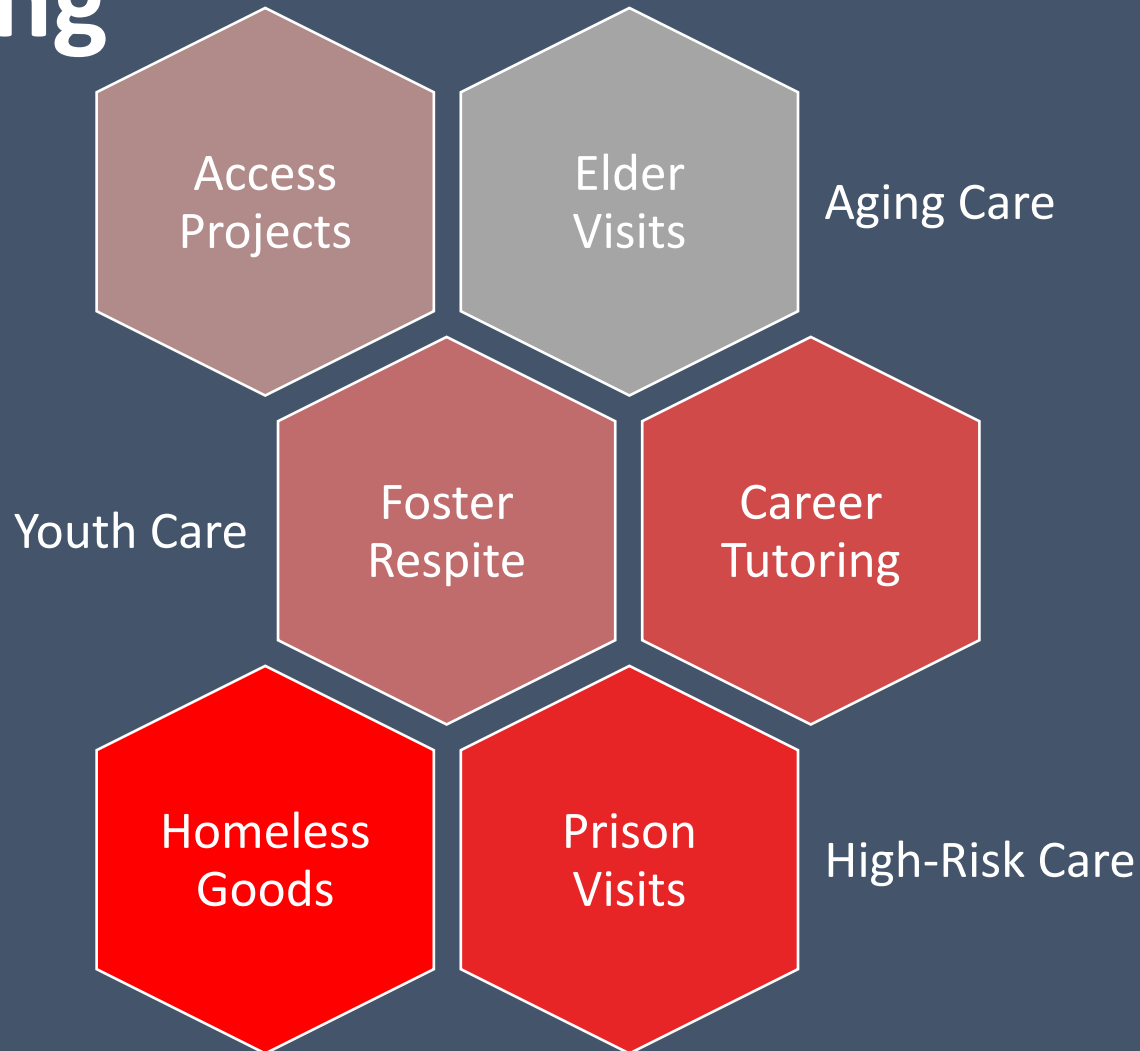 Access
Projects
Elder
Visits
Aging Care
Youth Care
Foster
Respite
Career
Tutoring
Homeless
Goods
Prison
Visits
High-Risk Care